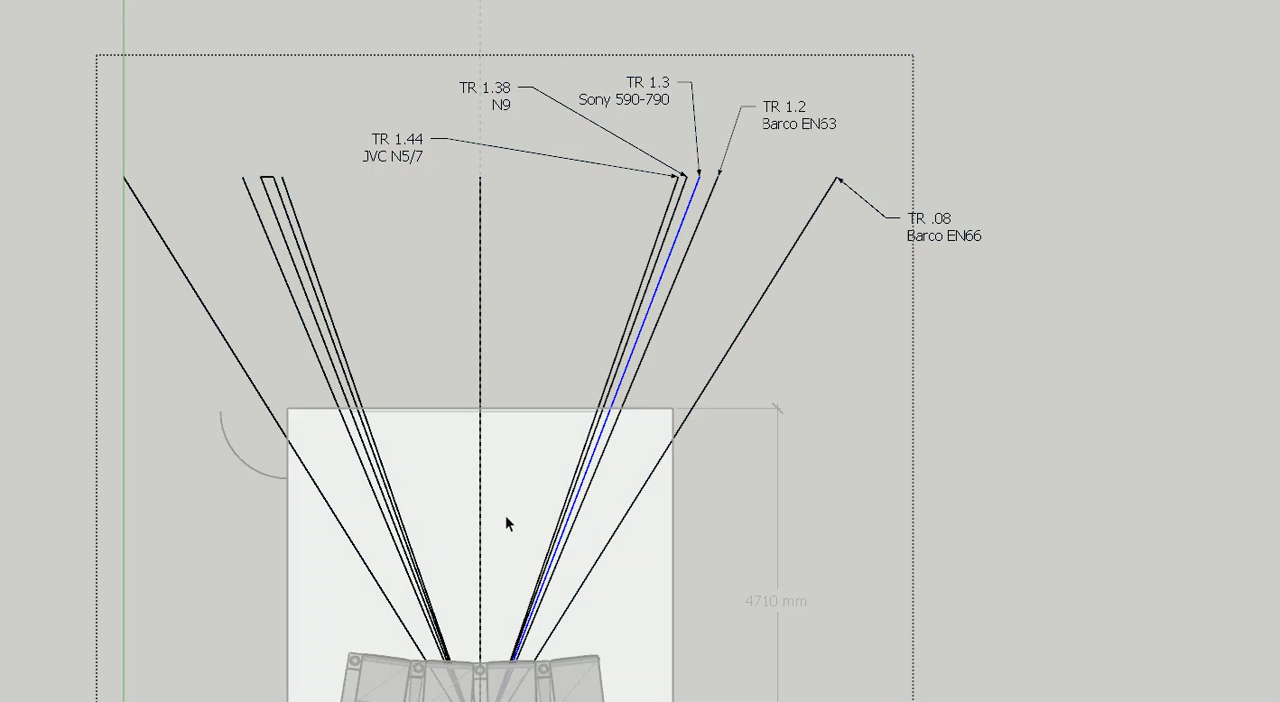 TR 1.38
N9
TR 1.3
Sony 590-790
TR 1.2
Barco EN63
TR 1.44
JVC N5/7
TR .08
Barco EN66
4710 mm